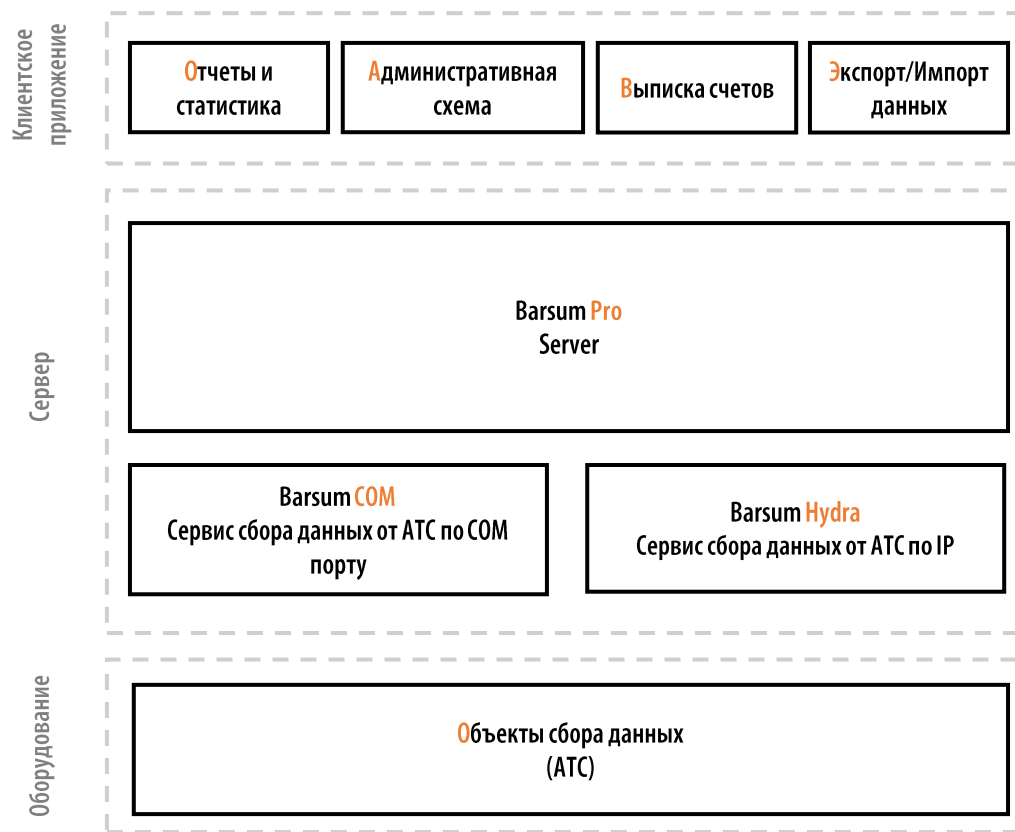 Клиентское
приложение
Отчеты и
статистика
Административная
схема
Выписка счетов
Экспорт/Импорт
данных
Сервер
Barsum Pro
Server
Barsum COM
Сервис сбора данных от АТС по COM
порту
Barsum Hydra
Сервис сбора данных от АТС по IP
Оборудование
Объекты сбора данных
(АТС)